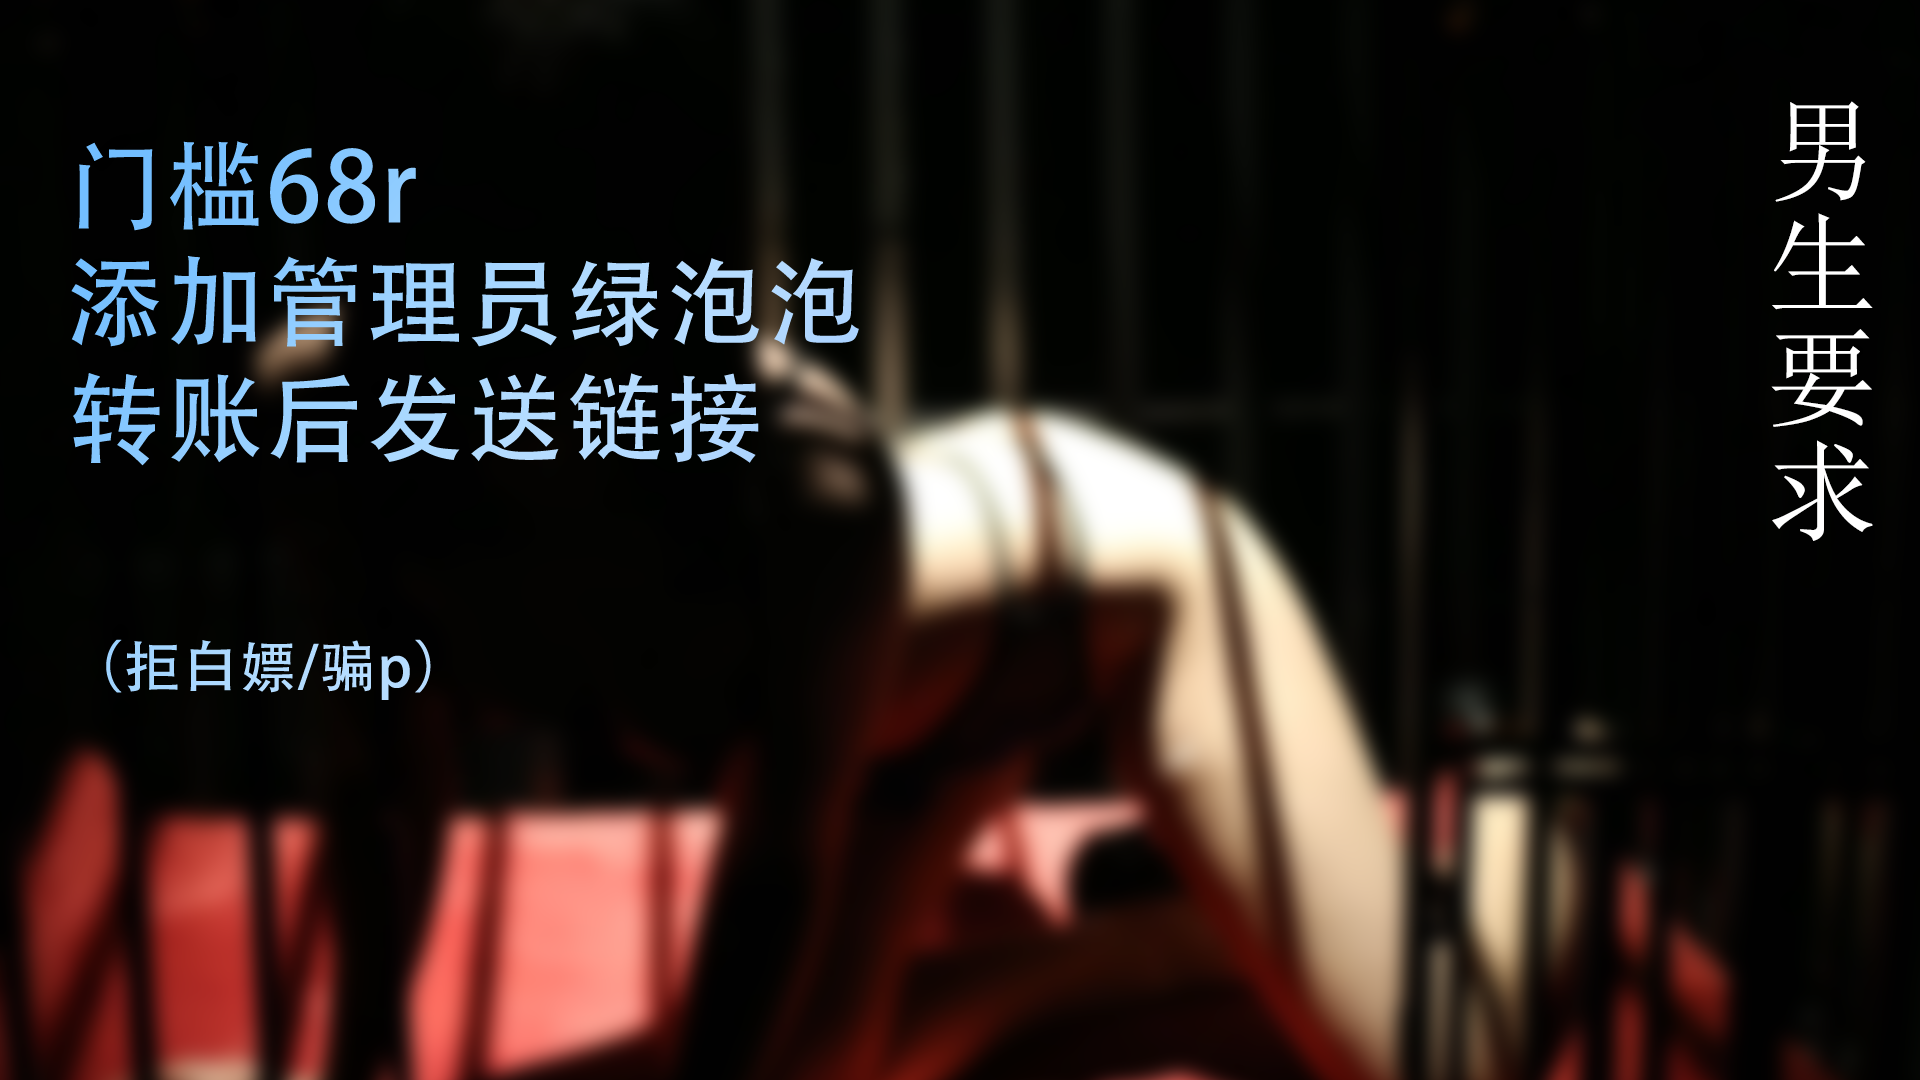 门槛68r
添加管理员绿泡泡
转账后发送链接
（拒白嫖/骗p）
男生要求